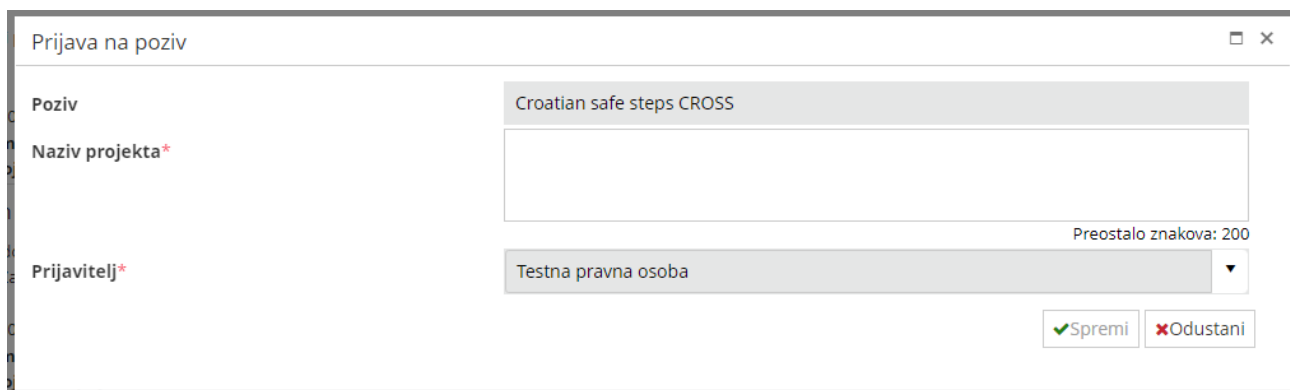 Prijava na poziv
Poziv
Croatian safe steps CROSS
Naziv projekta*
Preostalo znakova: 200
Prijavitelj*
Testna pravna osoba
Spremi Odustani